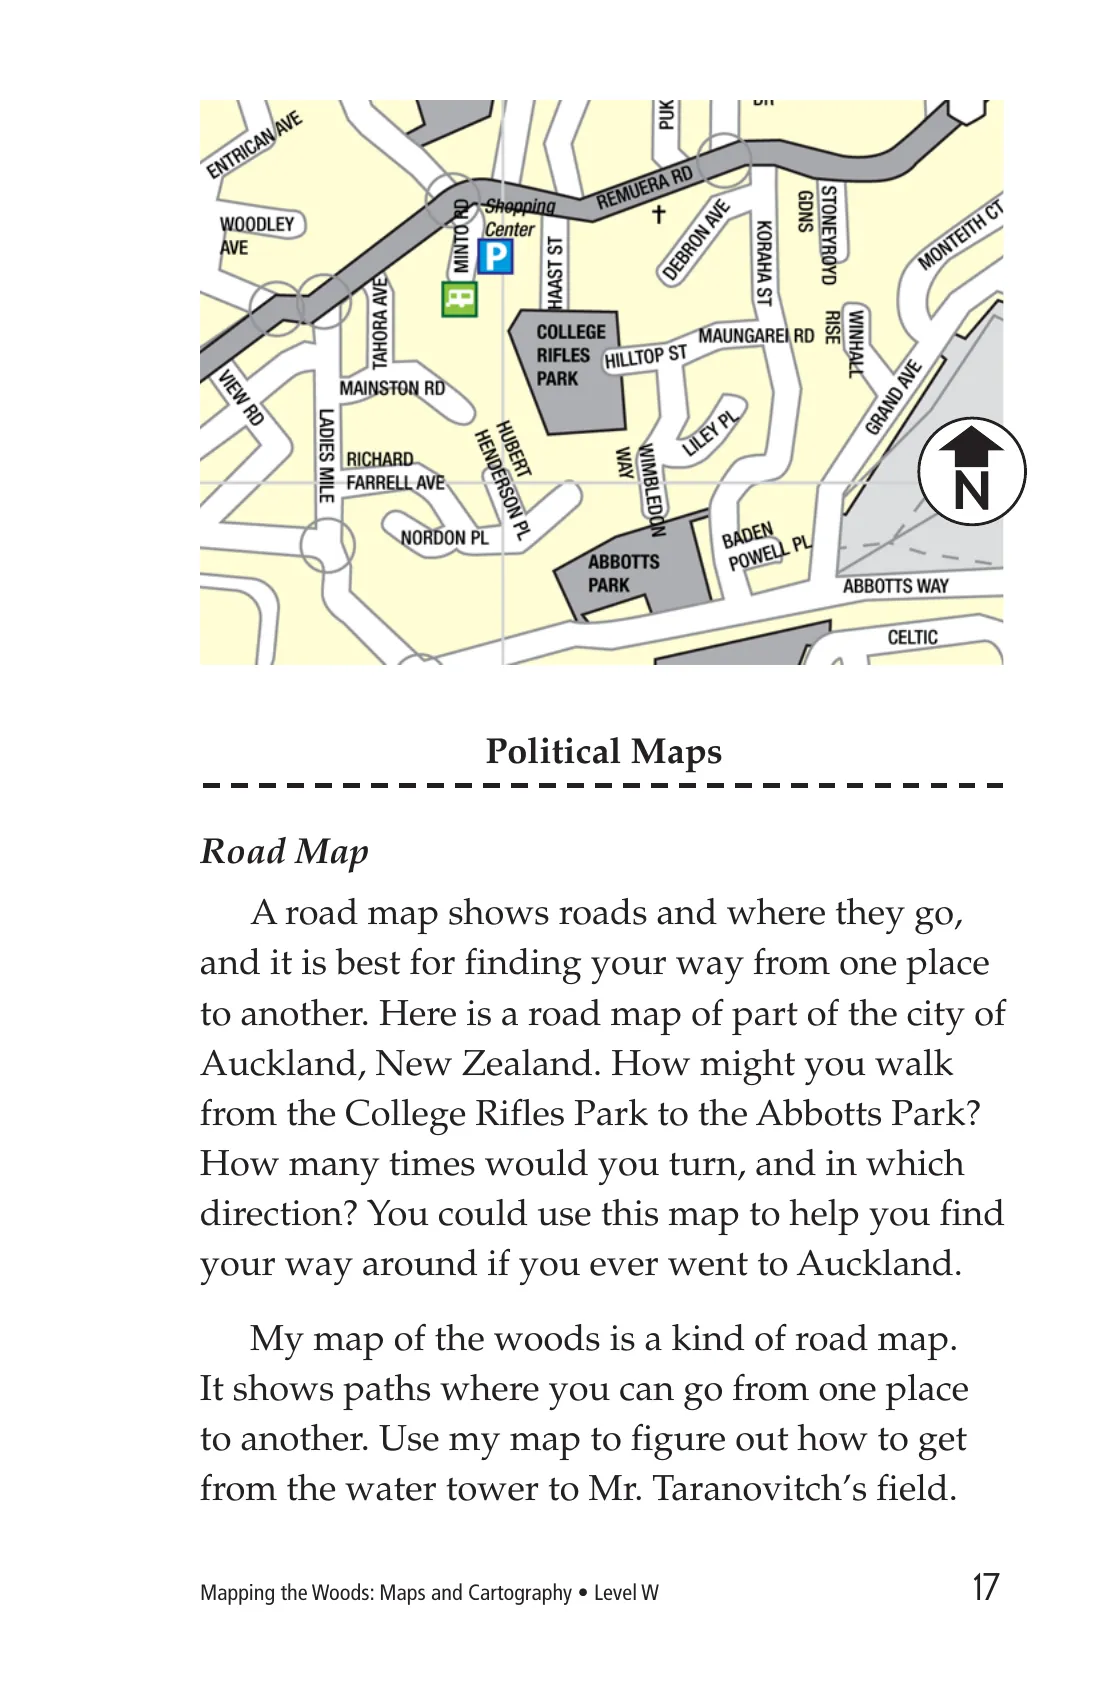 PUK
DR
ENTRICAN AVE
REMUERA RD
WOODLEY
AVE
MINTO RD
Shopping
Center
P
HAAST ST
DEBRON AVE
KORAHA ST
STONEYROYD
GDNS
MONTEITH CT
TAHORA AVE
COLLEGE
RIFLES
PARK
HILLTOP ST
MAUNGAREI RD
WINHALL
RISE
VIEW RD
MAINSTON RD
GRAND AVE
LADIES MILE
HUBERT
HENDERSON PL
LILEY PL
RICHARD
FARRELL AVE
WIMBLEDON
WAY
N
NORDON PL
BADEN
POWELL PL
ABBOTTS
PARK
ABBOTTS WAY
CELTIC
Political Maps
Road Map
A road map shows roads and where they go,
and it is best for finding your way from one place
to another. Here is a road map of part of the city of
Auckland, New Zealand. How might you walk
from the College Rifles Park to the Abbotts Park?
How many times would you turn, and in which
direction? You could use this map to help you find
your way around if you ever went to Auckland.
My map of the woods is a kind of road map.
It shows paths where you can go from one place
to another. Use my map to figure out how to get
from the water tower to Mr. Taranovitch’s field.
Mapping the Woods: Maps and Cartography • Level W
17